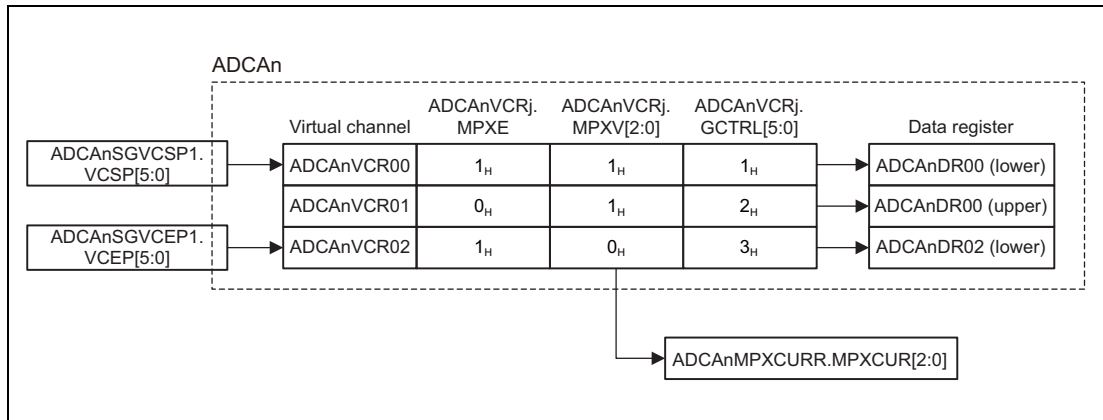 ADCAn
Virtual channel
ADCAnVCRj.
MPXE
ADCAnVCRj.
MPXV[2:0]
ADCAnVCRj.
GCTRL[5:0]
Data register
ADCAnSGVCSP1.
VCSP[5:0]
ADCAnVCR00 1H 1H 1H ADCAnDR00 (lower)
ADCAnVCR01 0H 1H 2H ADCAnDR00 (upper)
ADCAnSGVCEP1.
VCEP[5:0]
ADCAnVCR02 1H 0H 3H ADCAnDR02 (lower)
ADCAnMPXCURR.MPXCUR[2:0]